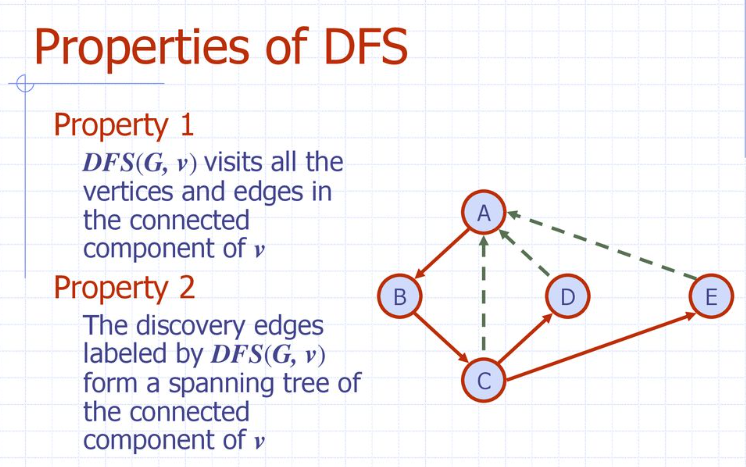 Properties of DFS
Property 1
DFS(G, v) visits all the
vertices and edges in
the connected
component of v
Property 2
The discovery edges
labeled by DFS(G, v)
form a spanning tree of
the connected
component of v
A
B
D
E
C